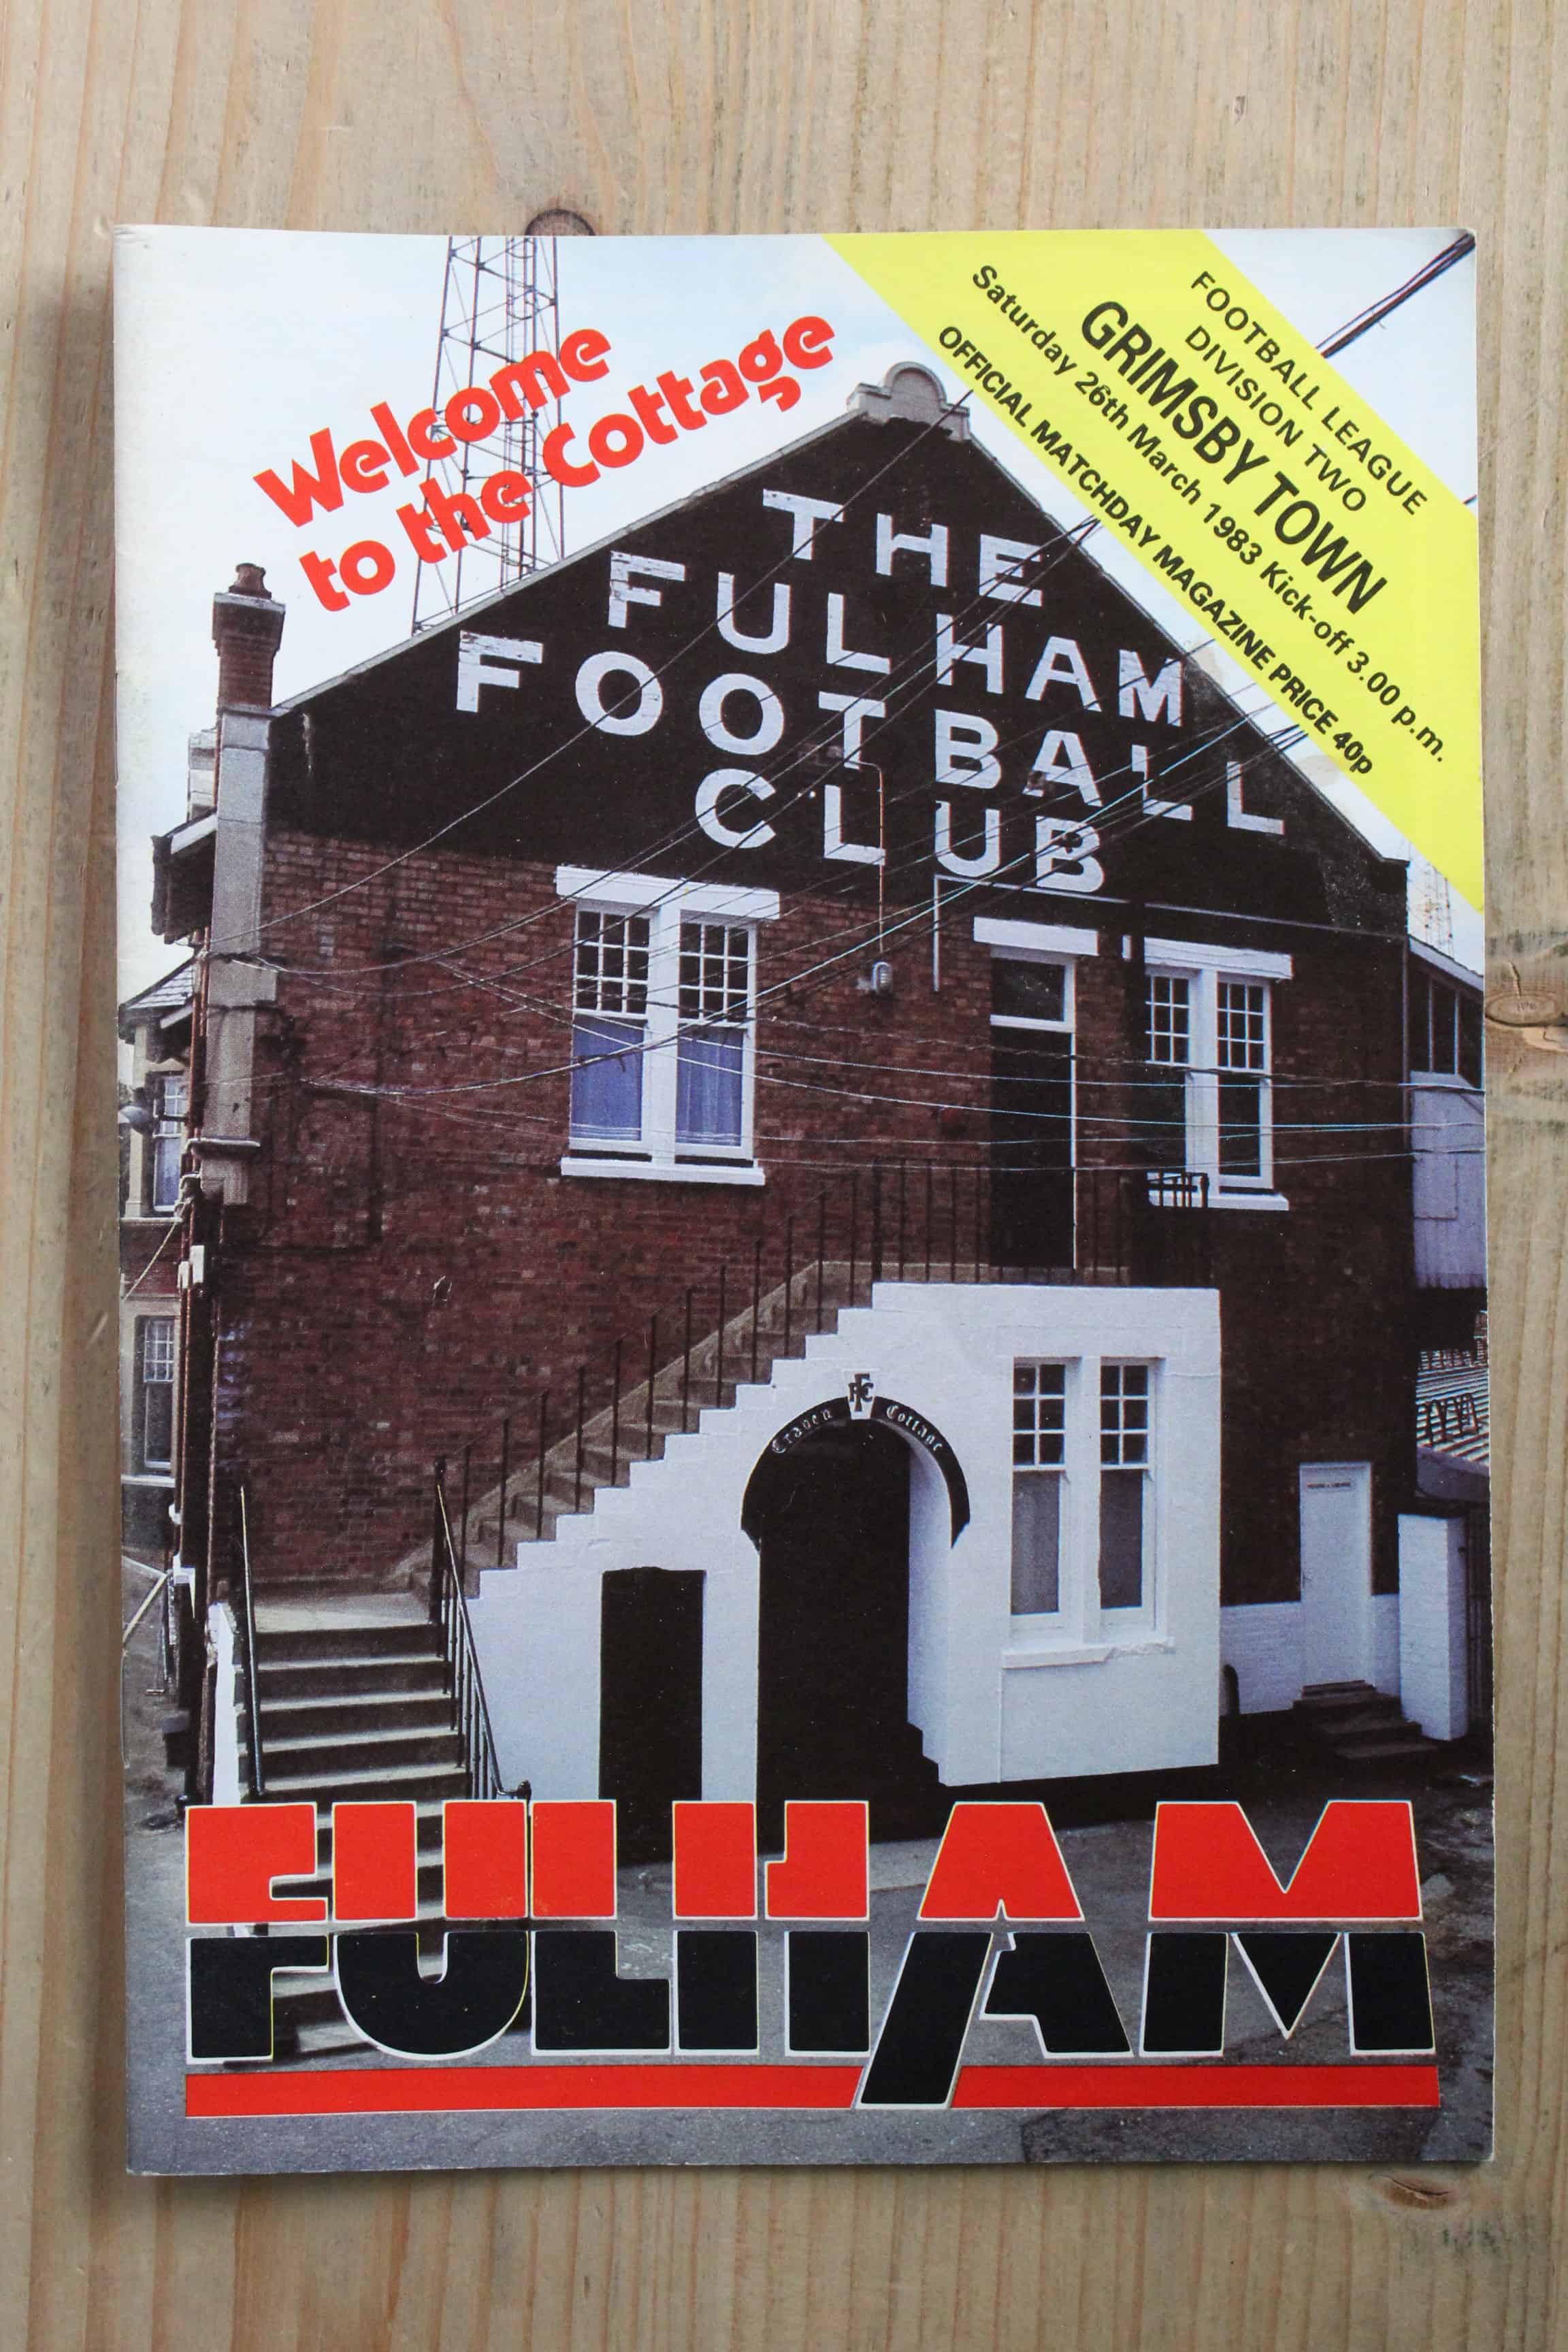 Welcome
to the Cottage
FOOTBALL LEAGUE
DIVISION TWO
GRIMSBY TOWN
Saturday 26th March 1983 Kick-off 3.00 p.m.
OFFICIAL MATCHDAY MAGAZINE PRICE 40p
THE
FULHAM
FOOTBALL
CLUB
FFC
Craven Cottage
FULHAM